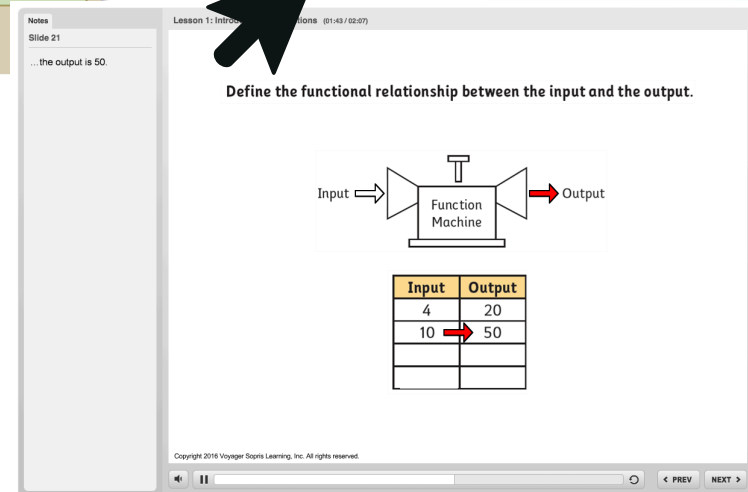 Notes
Slide 21
…the output is 50.
Lesson 1: (01:43 / 02:07)
Define the functional relationship between the input and the output.
Input
Function
Machine
Output
Input Output
4 20
10 50
Copyright 2016 Voyager Sopris Learning, Inc. All rights reserved.
< PREV NEXT >